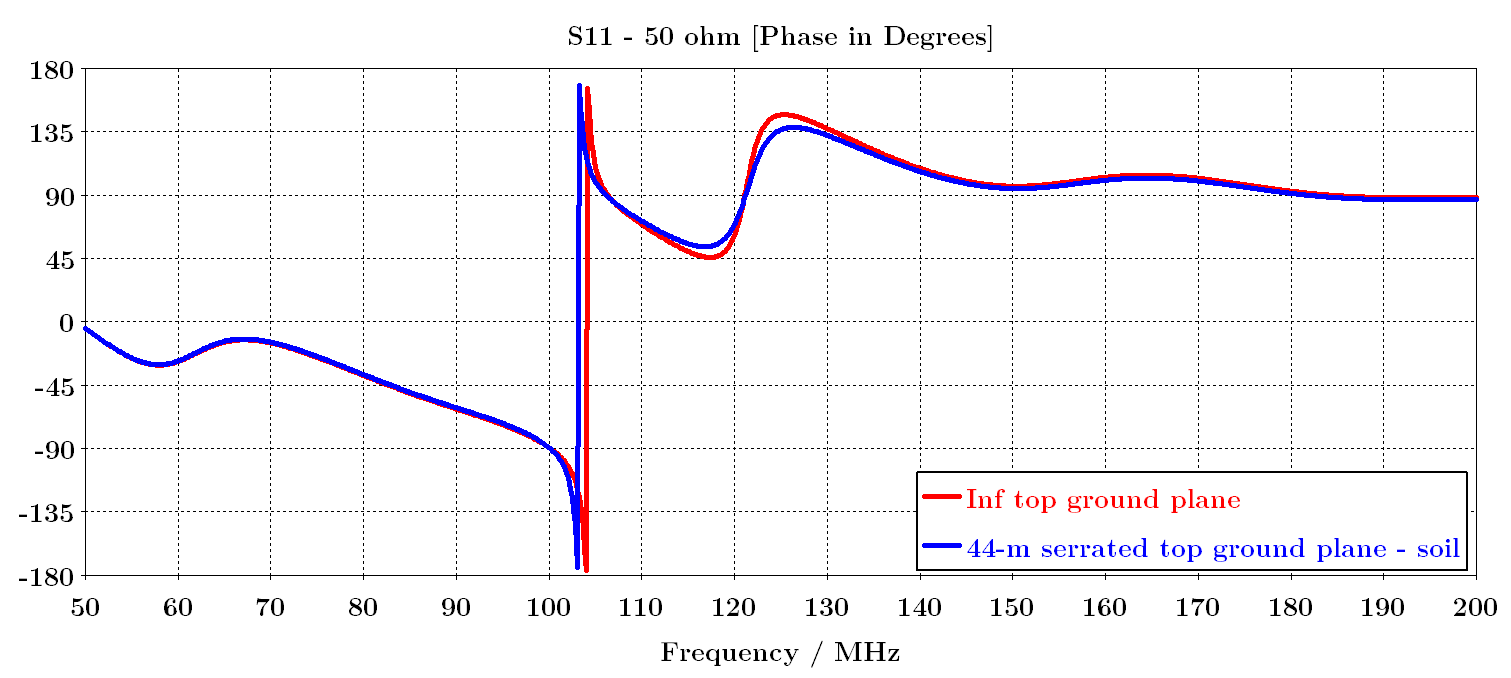 S11 - 50 ohm [Phase in Degrees]
180
135
90
45
0
-45
-90
-135
-180
50 60 70 80 90 100 110 120 130 140 150 160 170 180 190 200
Frequency / MHz
Inf top ground plane
44-m serrated top ground plane - soil